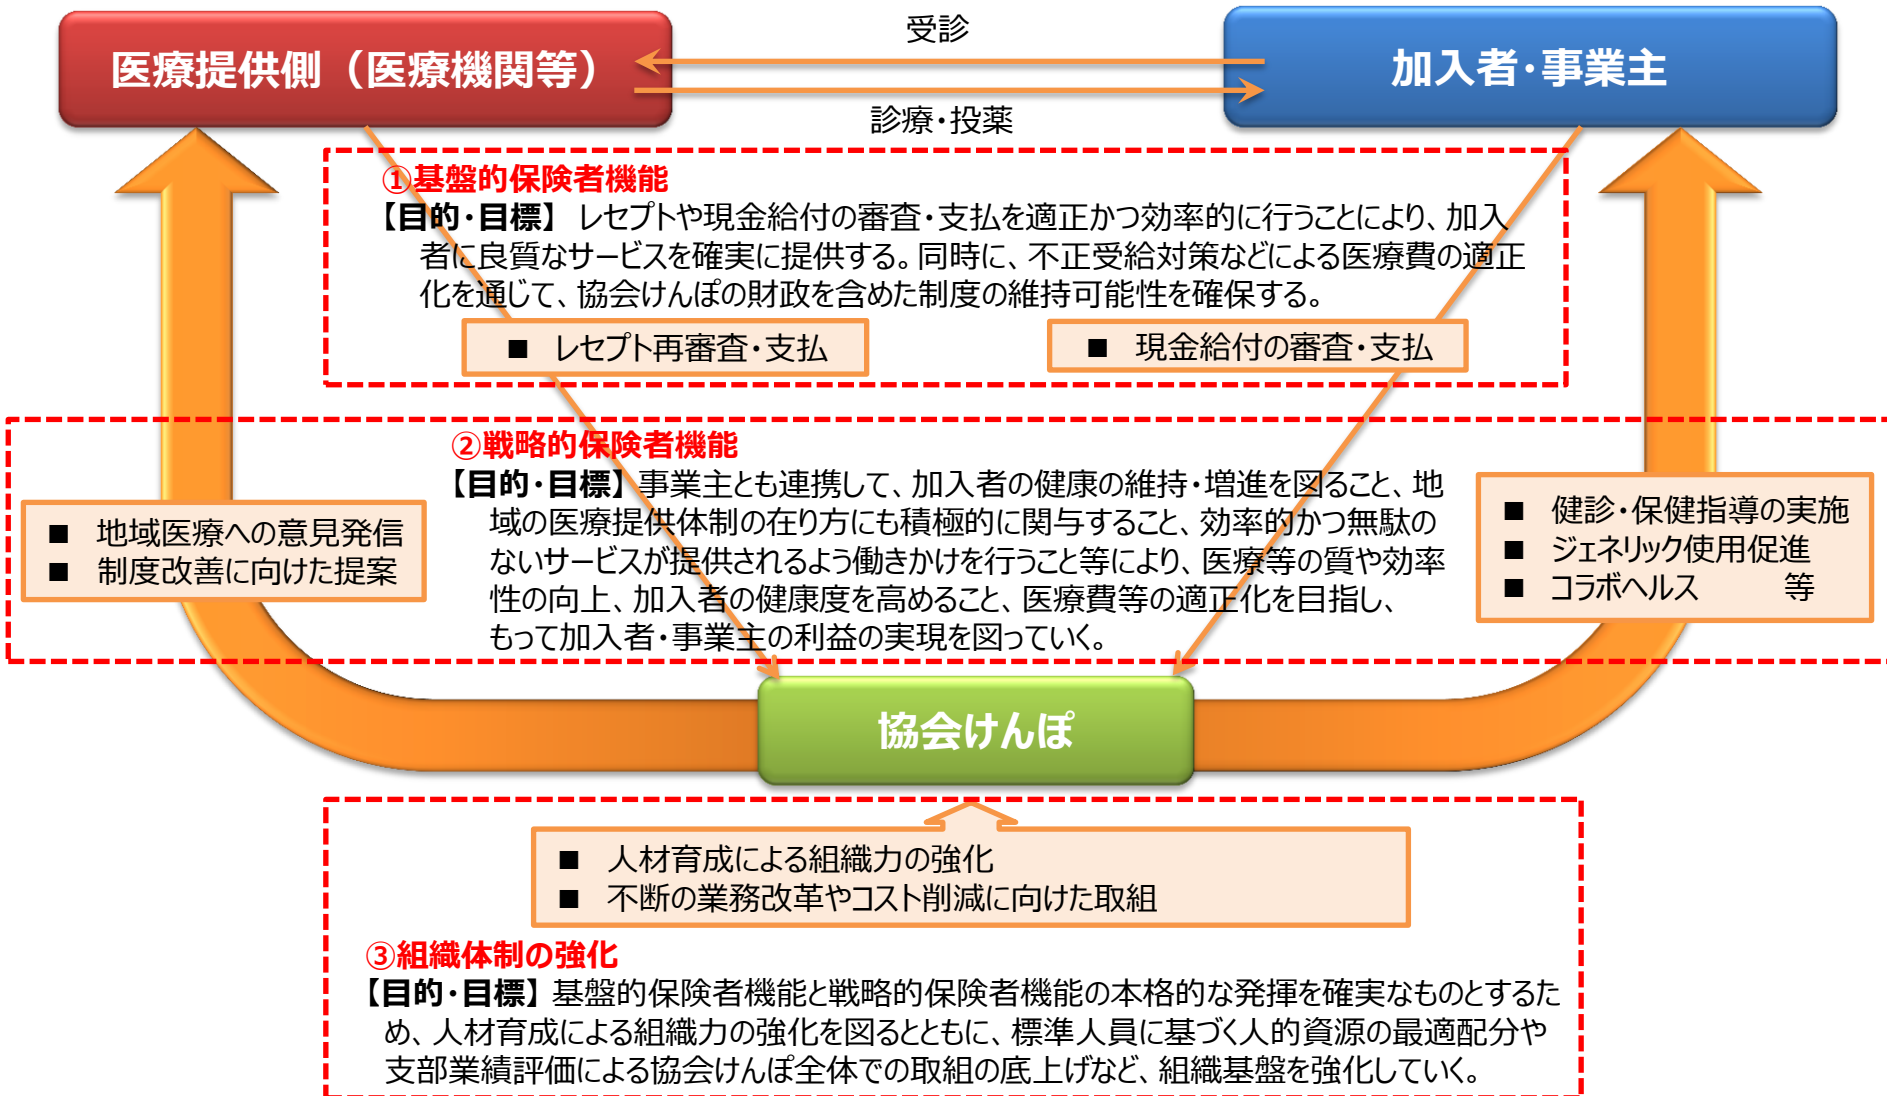 受診
医療提供側（医療機関等）
加入者・事業主
診療・投薬
①基盤的保険者機能
【目的・目標】 レセプトや現金給付の審査・支払を適正かつ効率的に行うことにより、加入
者に良質なサービスを確実に提供する。同時に、不正受給対策などによる医療費の適正
化を通じて、協会けんぽの財政を含めた制度の維持可能性を確保する。
■ レセプト再審査・支払
■ 現金給付の審査・支払
②戦略的保険者機能
【目的・目標】 事業主とも連携して、加入者の健康の維持・増進を図ること、地
域の医療提供体制の在り方にも積極的に関与すること、効率的かつ無駄の
ないサービスが提供されるよう働きかけを行うこと等により、医療等の質や効率
性の向上、加入者の健康度を高めること、医療費等の適正化を目指し、
もって加入者・事業主の利益の実現を図っていく。
■ 地域医療への意見発信
■ 制度改善に向けた提案
■ 健診・保健指導の実施
■ ジェネリック使用促進
■ コラボヘルス 等
協会けんぽ
■ 人材育成による組織力の強化
■ 不断の業務改革やコスト削減に向けた取組
③組織体制の強化
【目的・目標】 基盤的保険者機能と戦略的保険者機能の本格的な発揮を確実なものとするた
め、人材育成による組織力の強化を図るとともに、標準人員に基づく人的資源の最適配分や
支部業績評価による協会けんぽ全体での取組の底上げなど、組織基盤を強化していく。